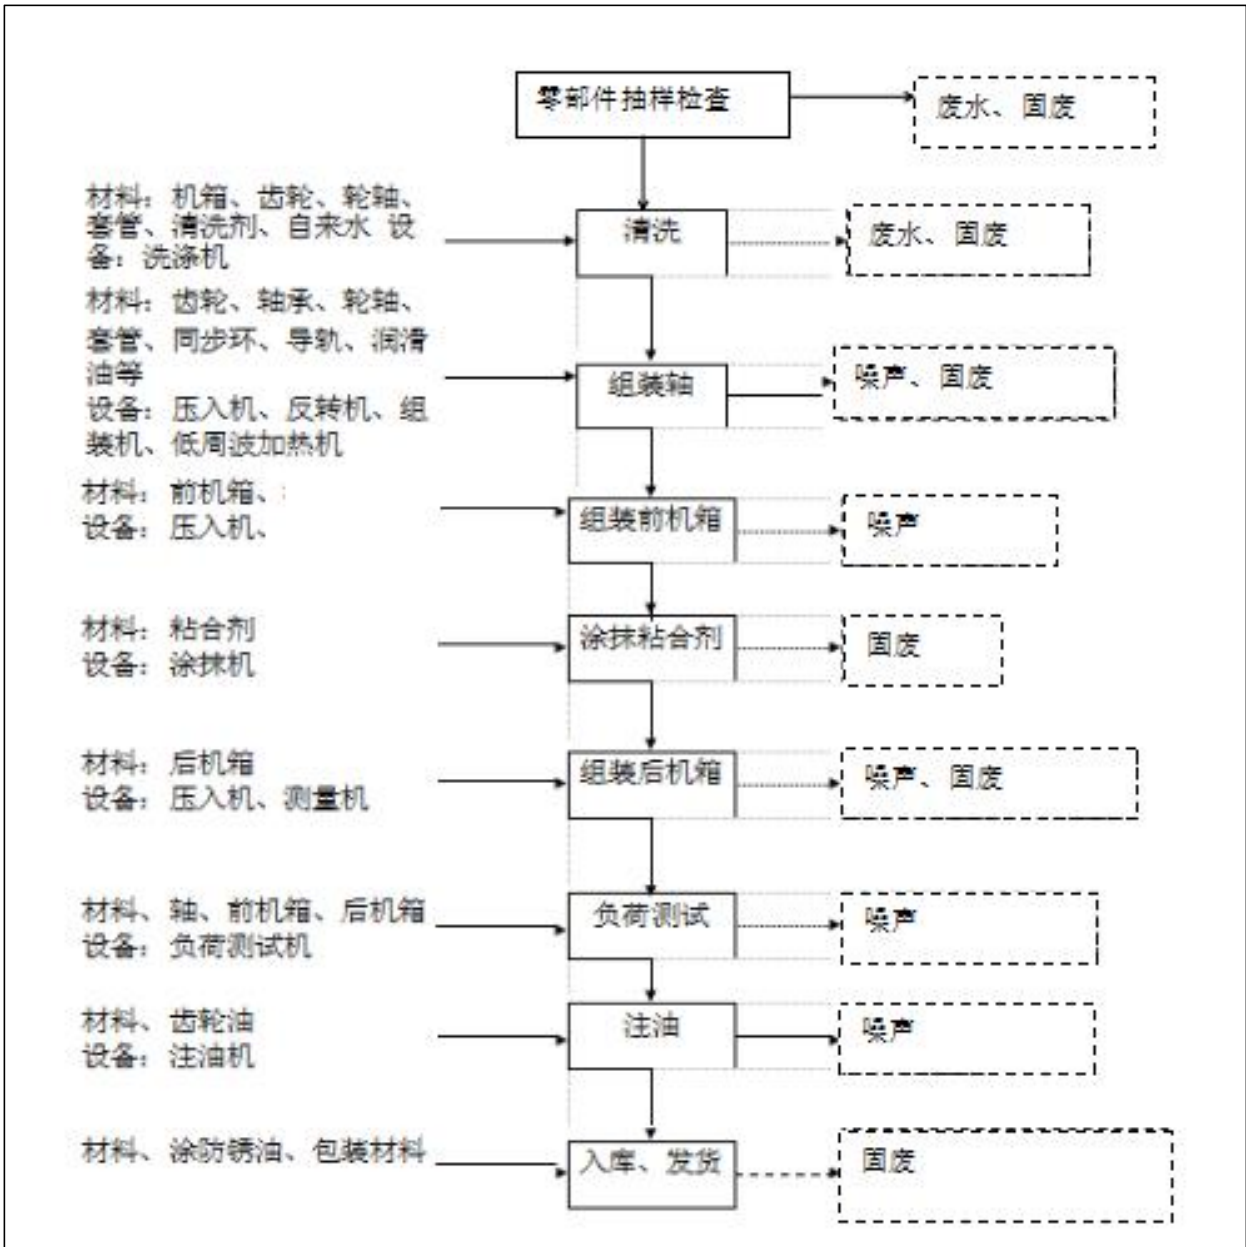 零部件抽样检查
废水、固废
材料：机箱、齿轮、轮轴、
套管、清洗剂、自来水 设
备：洗涤机
清洗
废水、固废
材料：齿轮、轴承、轮轴、
套管、同步环、导轨、润滑
油等
设备：压入机、反转机、组
装机、低周波加热机
组装轴
噪声、固废
材料：前机箱、
设备：压入机、
组装前机箱
噪声
材料：粘合剂
设备：涂抹机
涂抹粘合剂
固废
材料：后机箱
设备：压入机、测量机
组装后机箱
噪声、固废
材料、轴、前机箱、后机箱
设备：负荷测试机
负荷测试
噪声
材料、齿轮油
设备：注油机
注油
噪声
材料、涂防锈油、包装材料
入库、发货
固废